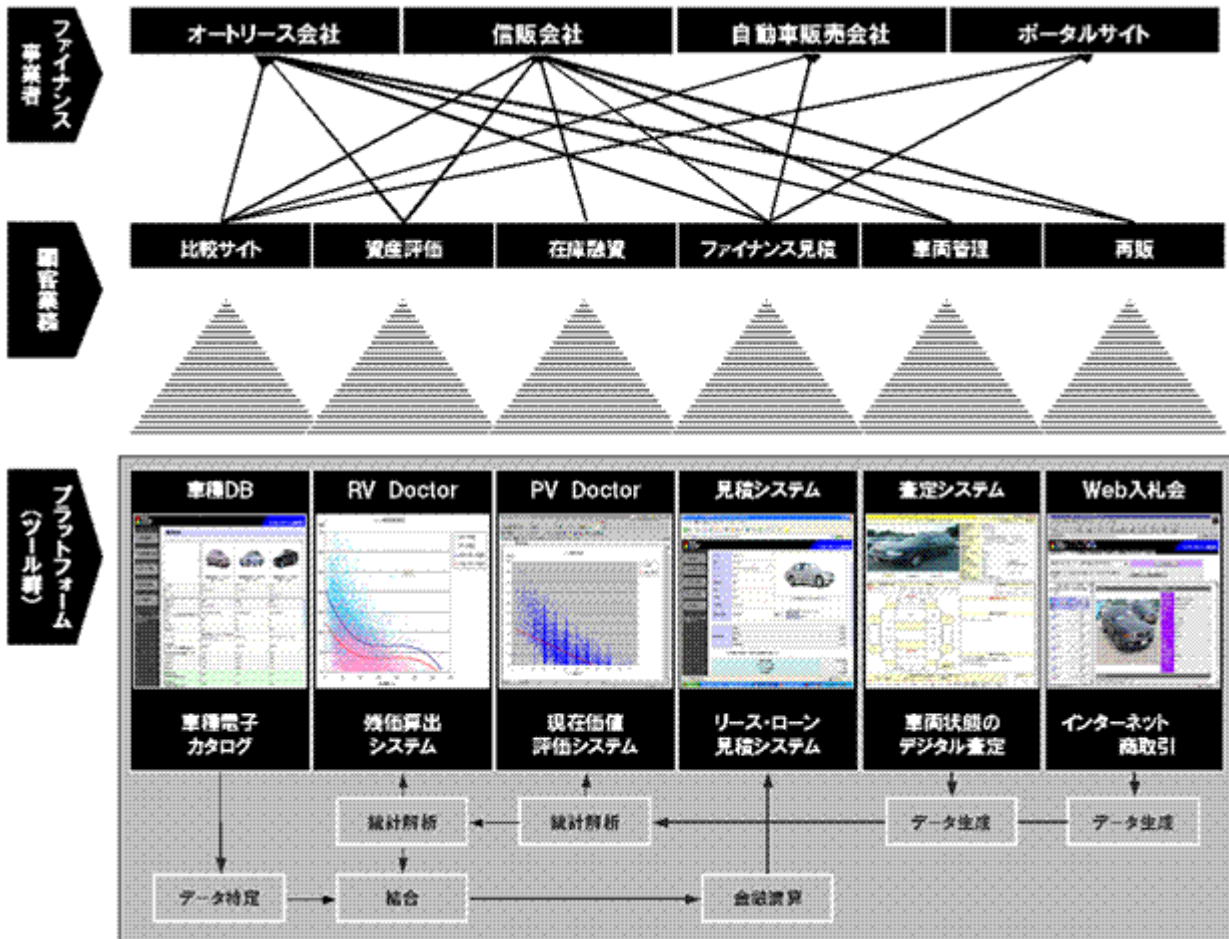 ファイナンス
事業者
オートリース会社
信販会社
自動車販売会社
ポータルサイト
顧客業務
比較サイト
資産評価
在庫融資
ファイナンス見積
車両管理
再販
プラットフォーム
(ツール群)
車種DB
RV Doctor
PV Doctor
見積システム
査定システム
Web入札会
車種電子
カタログ
残価算出
システム
現在価値
評価システム
リース・ローン
見積システム
車両状態の
デジタル査定
インターネット
商取引
統計解析
統計解析
データ生成
データ生成
データ特定
結合
金融演算